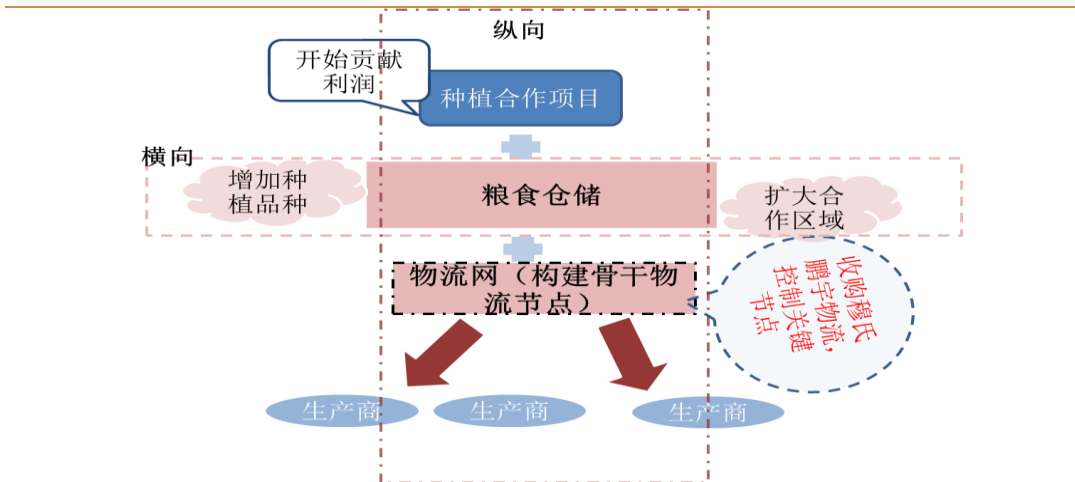 纵向
开始贡献
利润
种植合作项目
横向
增加种
植品种
粮食仓储
扩大合
作区域
物流网（构建骨干物
流节点）
收购穆氏
鹏宇物流，
控制关键
节点
生产商
生产商
生产商